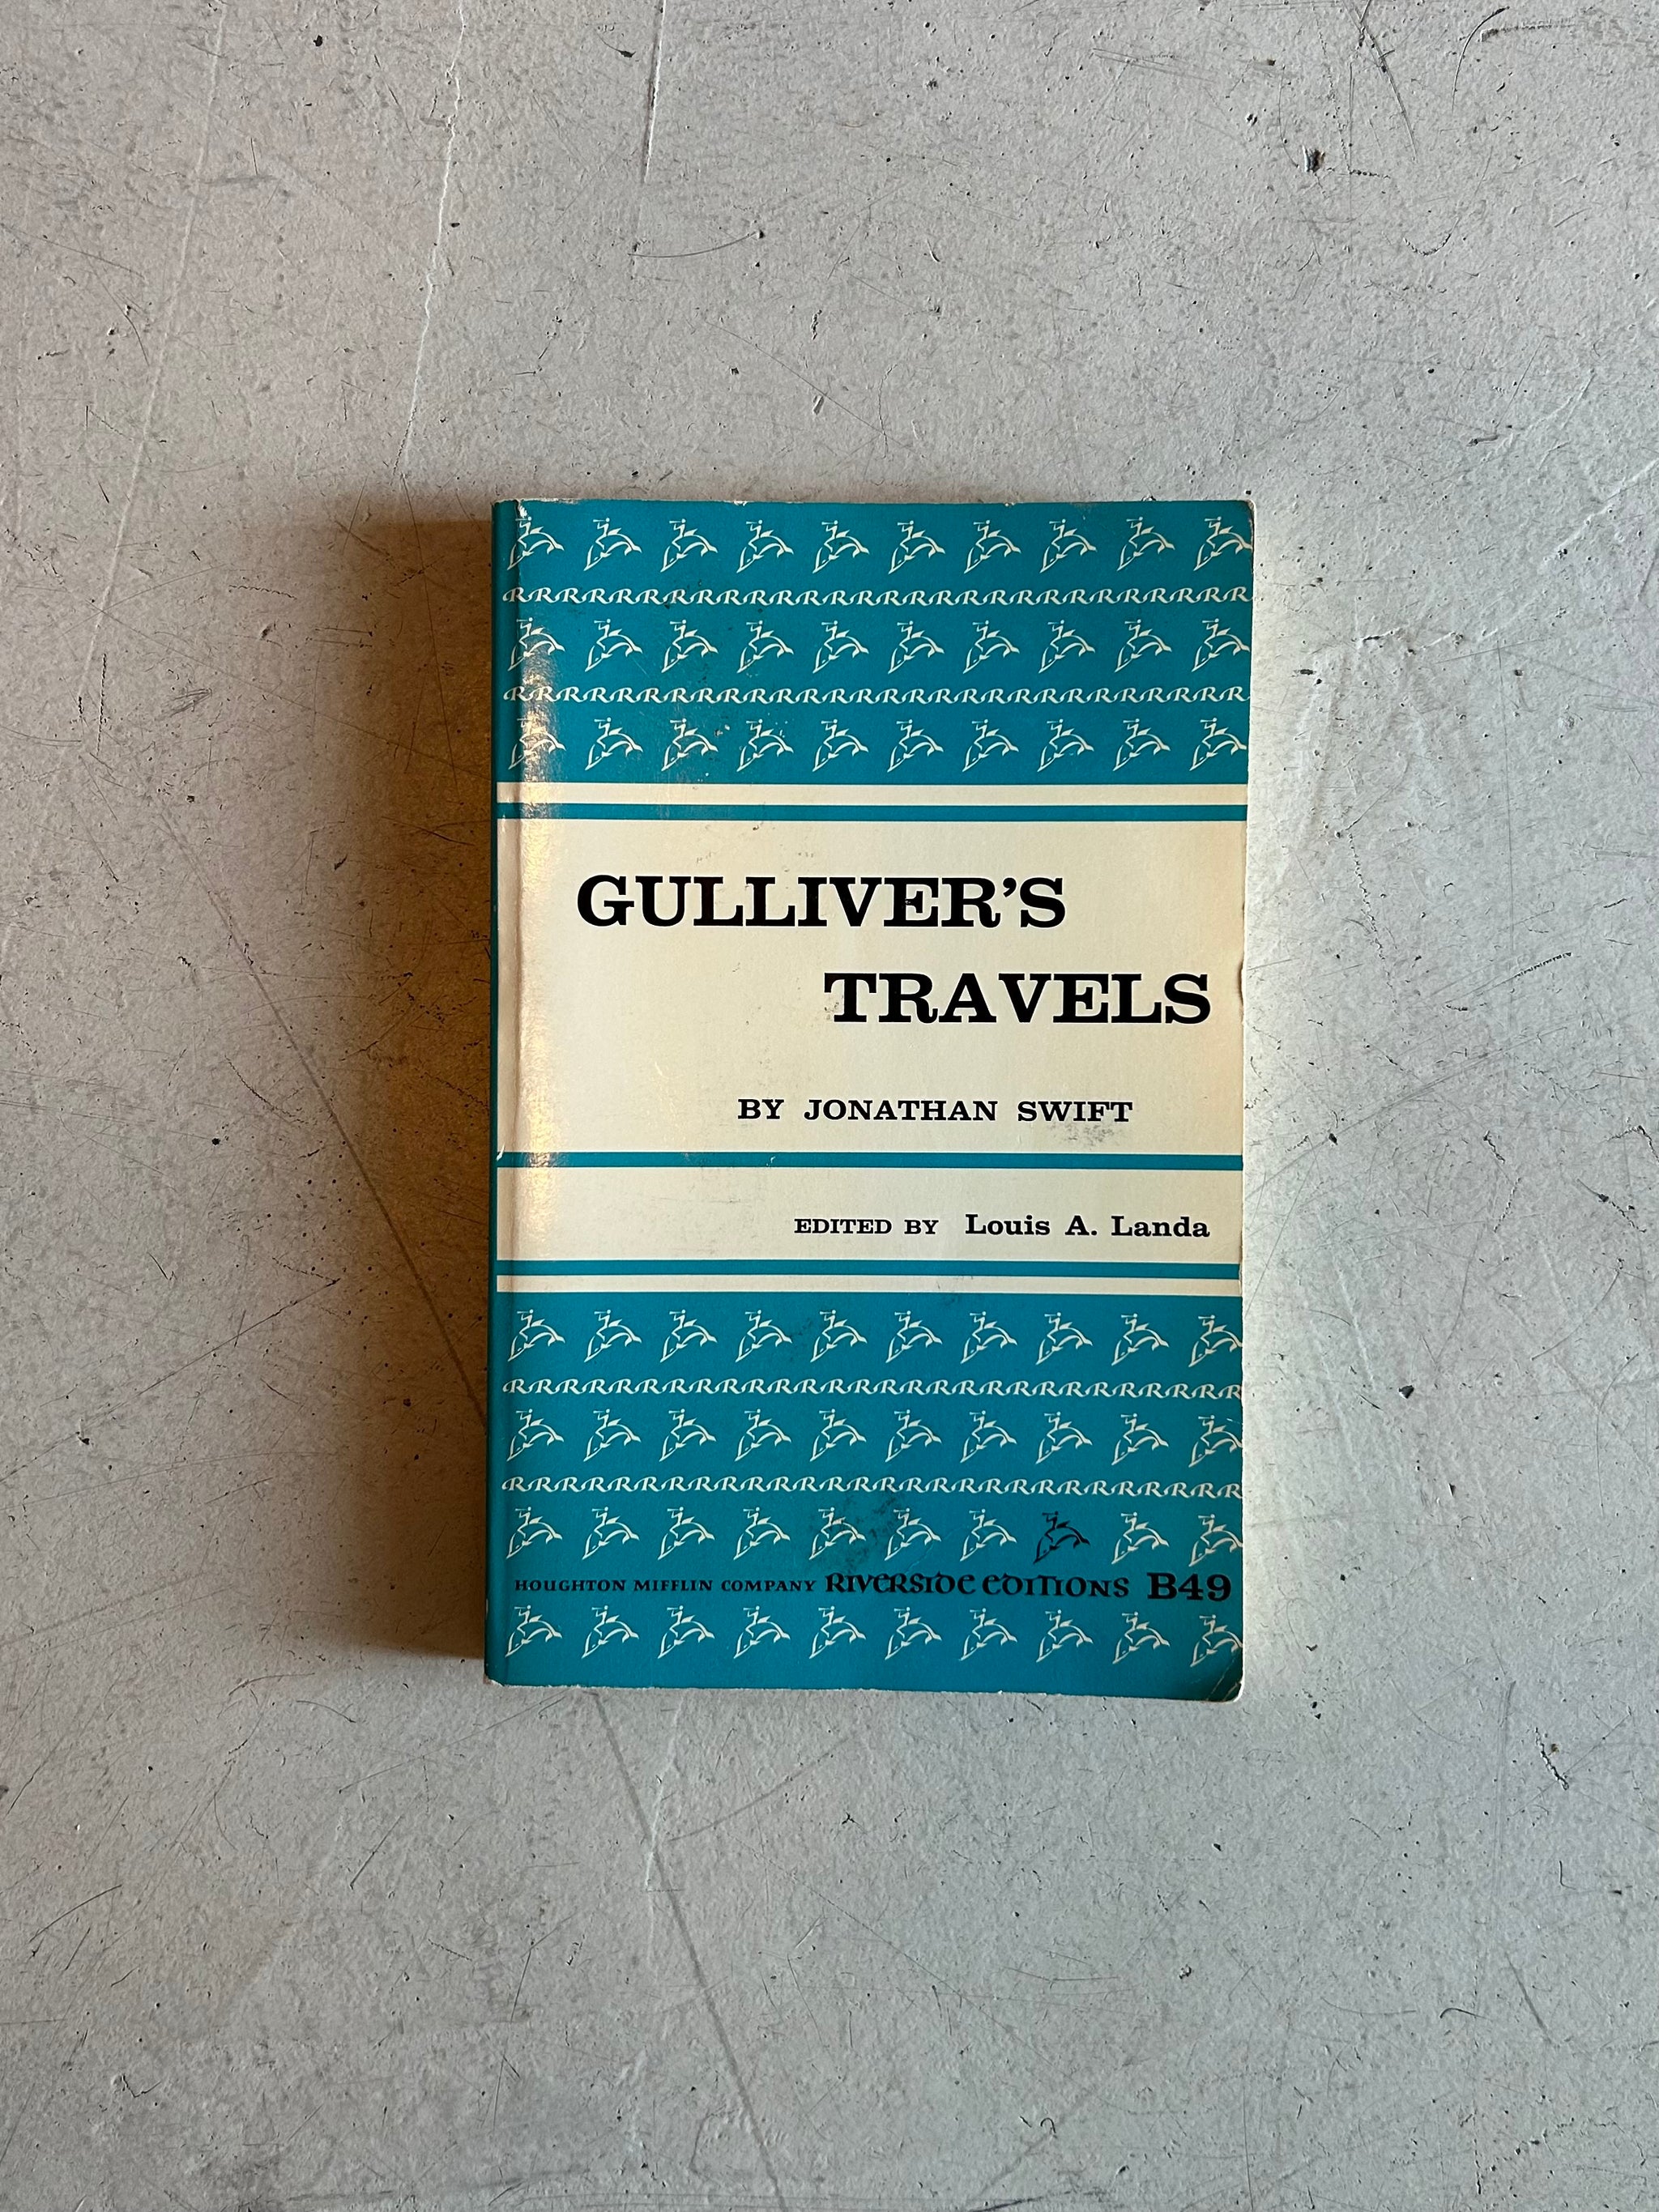 GULLIVER'S
TRAVELS
BY JONATHAN SWIFT
EDITED BY Louis A. Landa
HOUGHTON MIFFLIN COMPANY RIVERSIDE EDITIONS B49